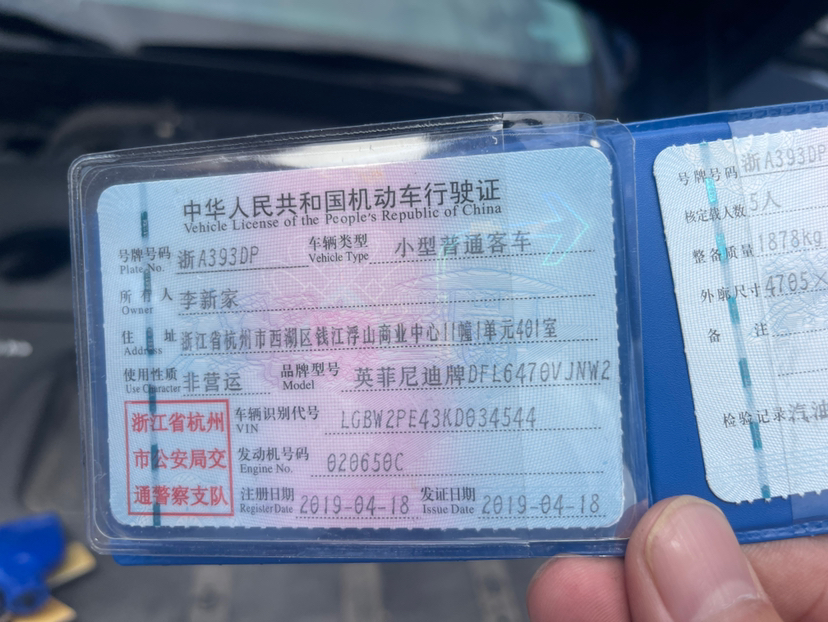 中华人民共和国机动车行驶证
Vehicle License of the People's Republic of China
号牌号码 浙A393DP 车辆类型 小型普通客车
Plate No. Vehicle Type
所有人 李新家
Owner
住址 浙江省杭州市西湖区钱江浮山商业中心11幢1单元401室
Address
使用性质 非营运 品牌型号 英菲尼迪牌DFL6470VJNW2
Use Character Model
浙江省杭州
市公安局交
通警察支队
车辆识别代号 LGBW2PE43KD034544
VIN
发动机号码 020650C
Engine No.
注册日期 2019-04-18 发证日期 2019-04-18
Register Date Issue Date
号牌号码 浙A393DP
核定载人数 5人
整备质量 1878kg
外廓尺寸 4705×
备注
检验记录 汽油